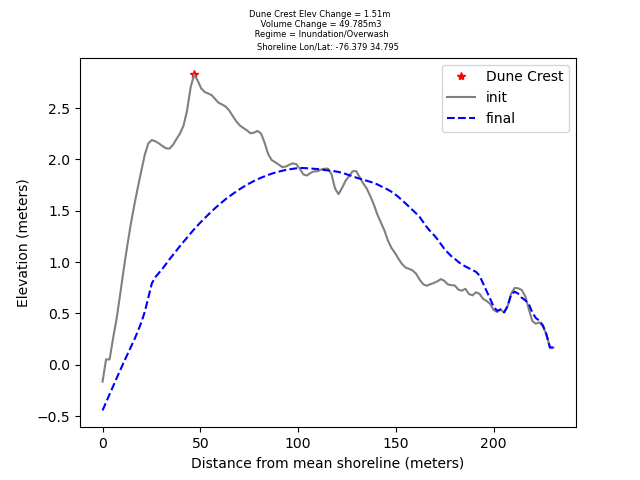 Dune Crest Elev Change = 1.51m
Volume Change = 49.785m3
Regime = Inundation/Overwash
Shoreline Lon/Lat: -76.379 34.795
Dune Crest
init
final
Elevation (meters)
2.5
2.0
1.5
1.0
0.5
0.0
−0.5
0 50 100 150 200
Distance from mean shoreline (meters)